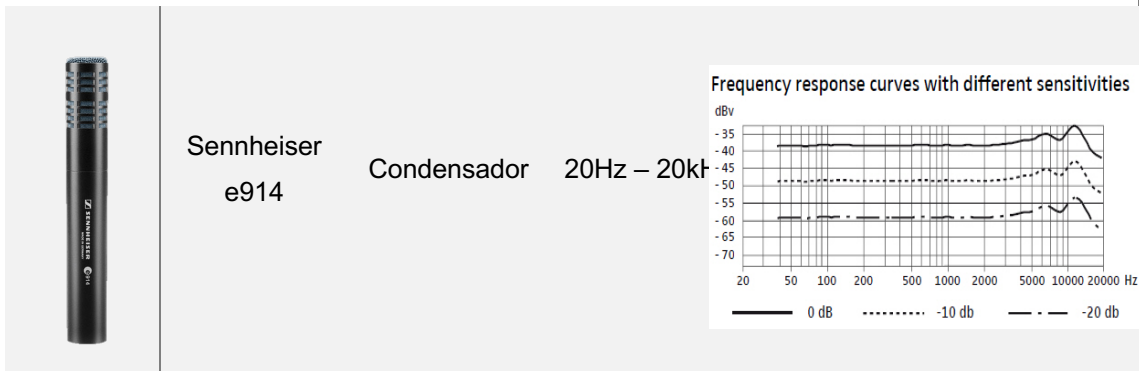 Sennheiser
e914
Condensador
20Hz – 20kH
Frequency response curves with different sensitivities
dBv
-35
-40
-45
-50
-55
-60
-65
-70
20 50 100 200 500 1000 2000 5000 10000 20000 Hz
0 dB -10 db -20 db
SENNHEISER